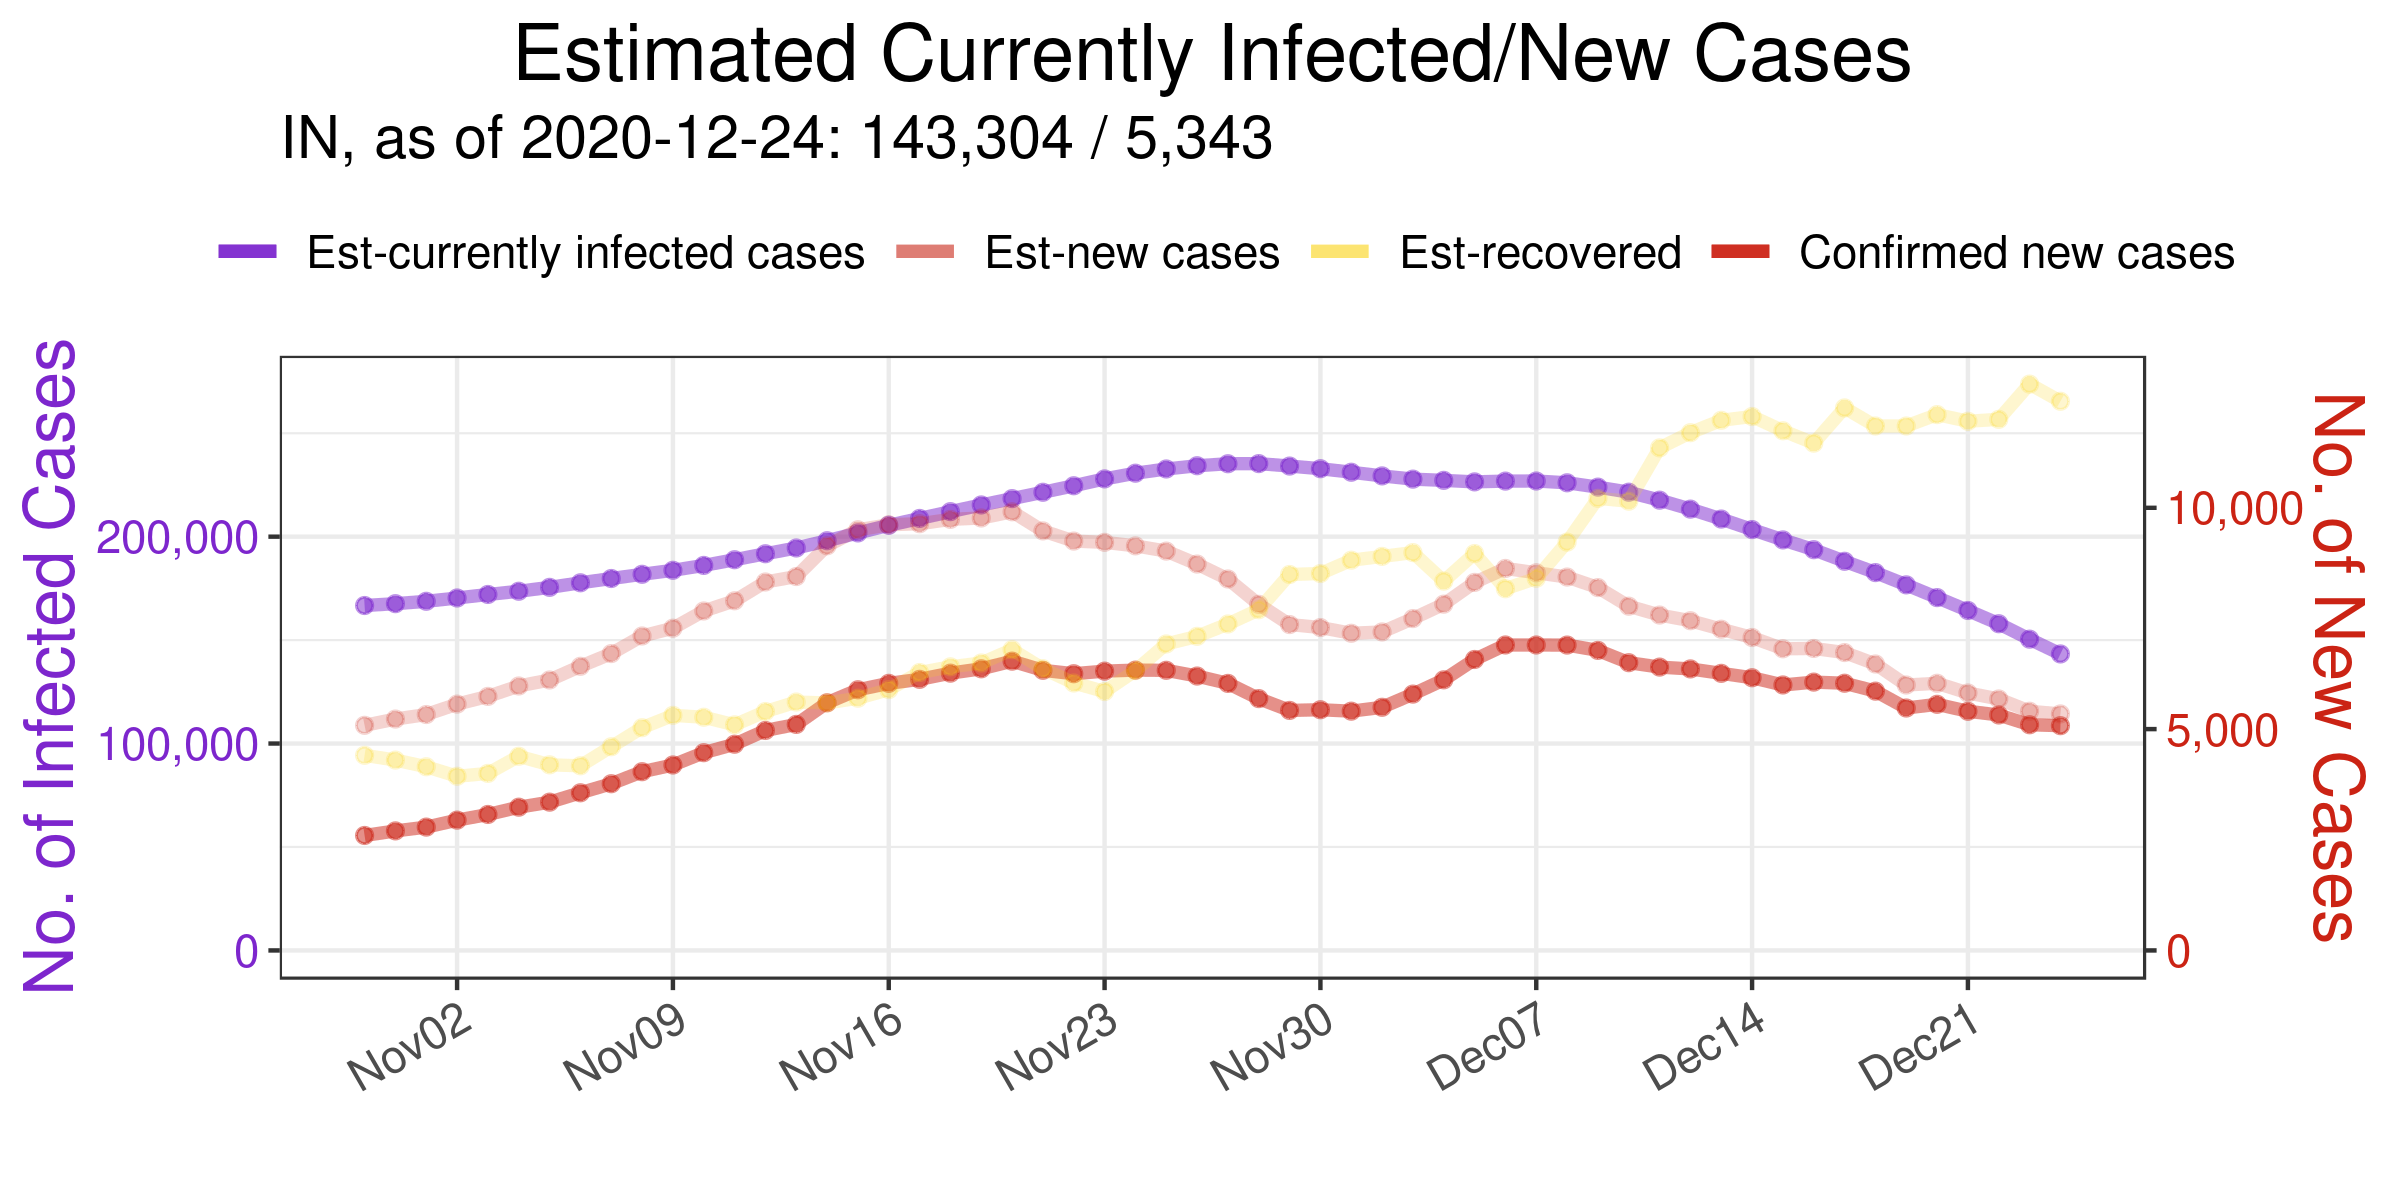 Estimated Currently Infected/New Cases
IN, as of 2020-12-24: 143,304 / 5,343
Est-currently infected cases Est-new cases Est-recovered Confirmed new cases
No. of Infected Cases
200,000
100,000
0
10,000
5,000
0
No. of New Cases
Nov02 Nov09 Nov16 Nov23 Nov30 Dec07 Dec14 Dec21